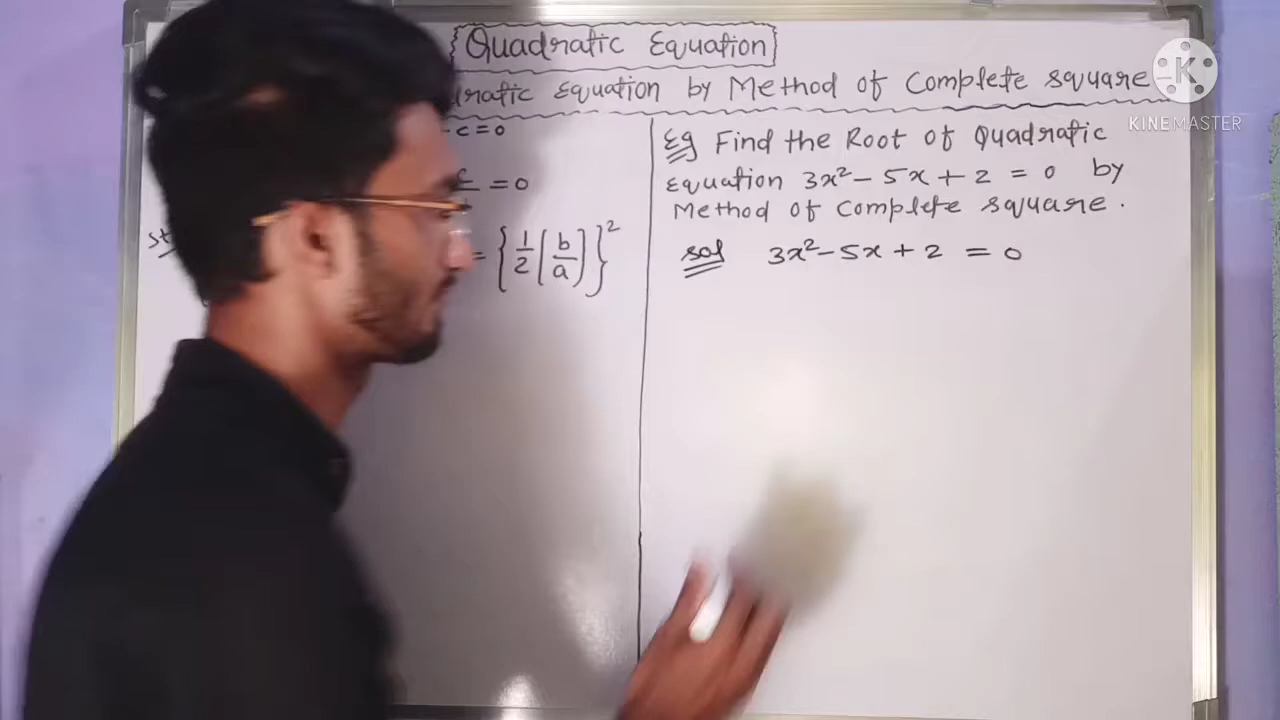 Quadratic Equation
Equation by Method of Complete square
c = 0
= 0
= { 1/2 ( b/a ) }²
Eg Find the Root of Quadratic
Equation 3x² - 5x + 2 = 0 by
Method of Complete square.
sol 3x² - 5x + 2 = 0
K
KINEMASTER